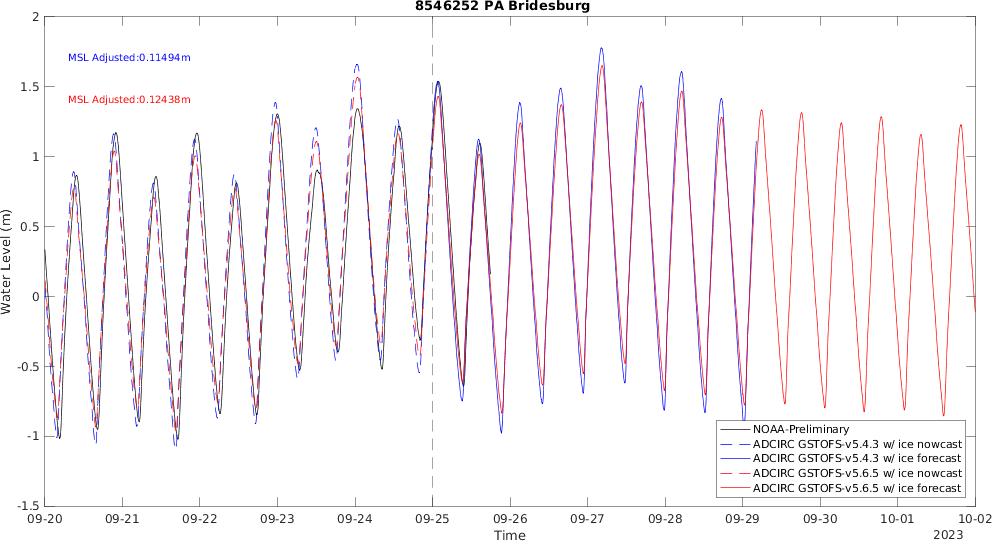 8546252 PA Bridesburg
MSL Adjusted:0.11494m
MSL Adjusted:0.12438m
Water Level (m)
2
1.5
1
0.5
0
-0.5
-1
-1.5
NOAA-Preliminary
ADCIRC GSTOFS-v5.4.3 w/ ice nowcast
ADCIRC GSTOFS-v5.4.3 w/ ice forecast
ADCIRC GSTOFS-v5.6.5 w/ ice nowcast
ADCIRC GSTOFS-v5.6.5 w/ ice forecast
09-20 09-21 09-22 09-23 09-24 09-25 09-26 09-27 09-28 09-29 09-30 10-01 10-02
Time
2023